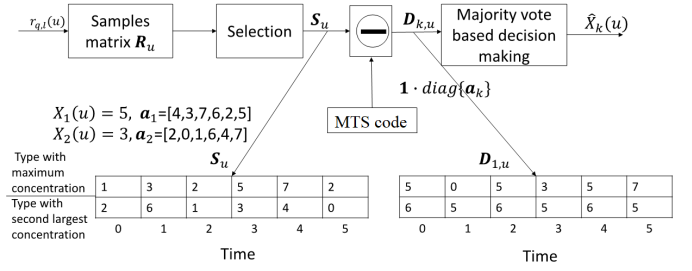 r_{q,l}(u)
Samples
matrix R_u
Selection
S_u
D_{k,u}
Majority vote
based decision
making
X̂_k(u)
1 · diag{a_k}
MTS code
X_1(u) = 5, a_1=[4,3,7,6,2,5]
X_2(u) = 3, a_2=[2,0,1,6,4,7]
S_u
D_{1,u}
Type with
maximum
concentration
1 3 2 5 7 2
5 0 5 3 5 7
Type with
second largest
concentration
2 6 1 3 4 0
6 5 6 5 6 5
0 1 2 3 4 5
0 1 2 3 4 5
Time
Time